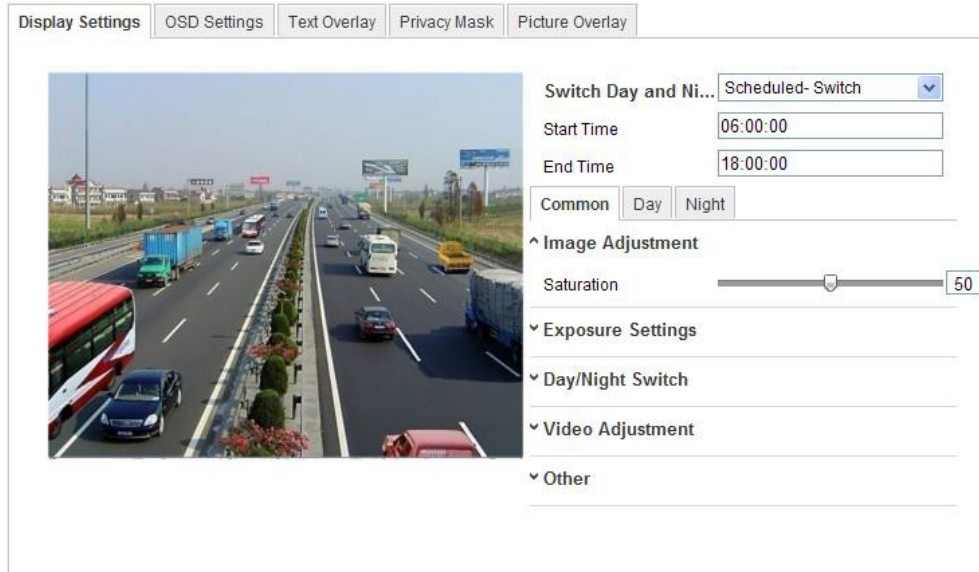 Display Settings
OSD Settings
Text Overlay
Privacy Mask
Picture Overlay
Switch Day and Ni...
Scheduled- Switch
Start Time
06:00:00
End Time
18:00:00
Common
Day
Night
Image Adjustment
Saturation
50
Exposure Settings
Day/Night Switch
Video Adjustment
Other